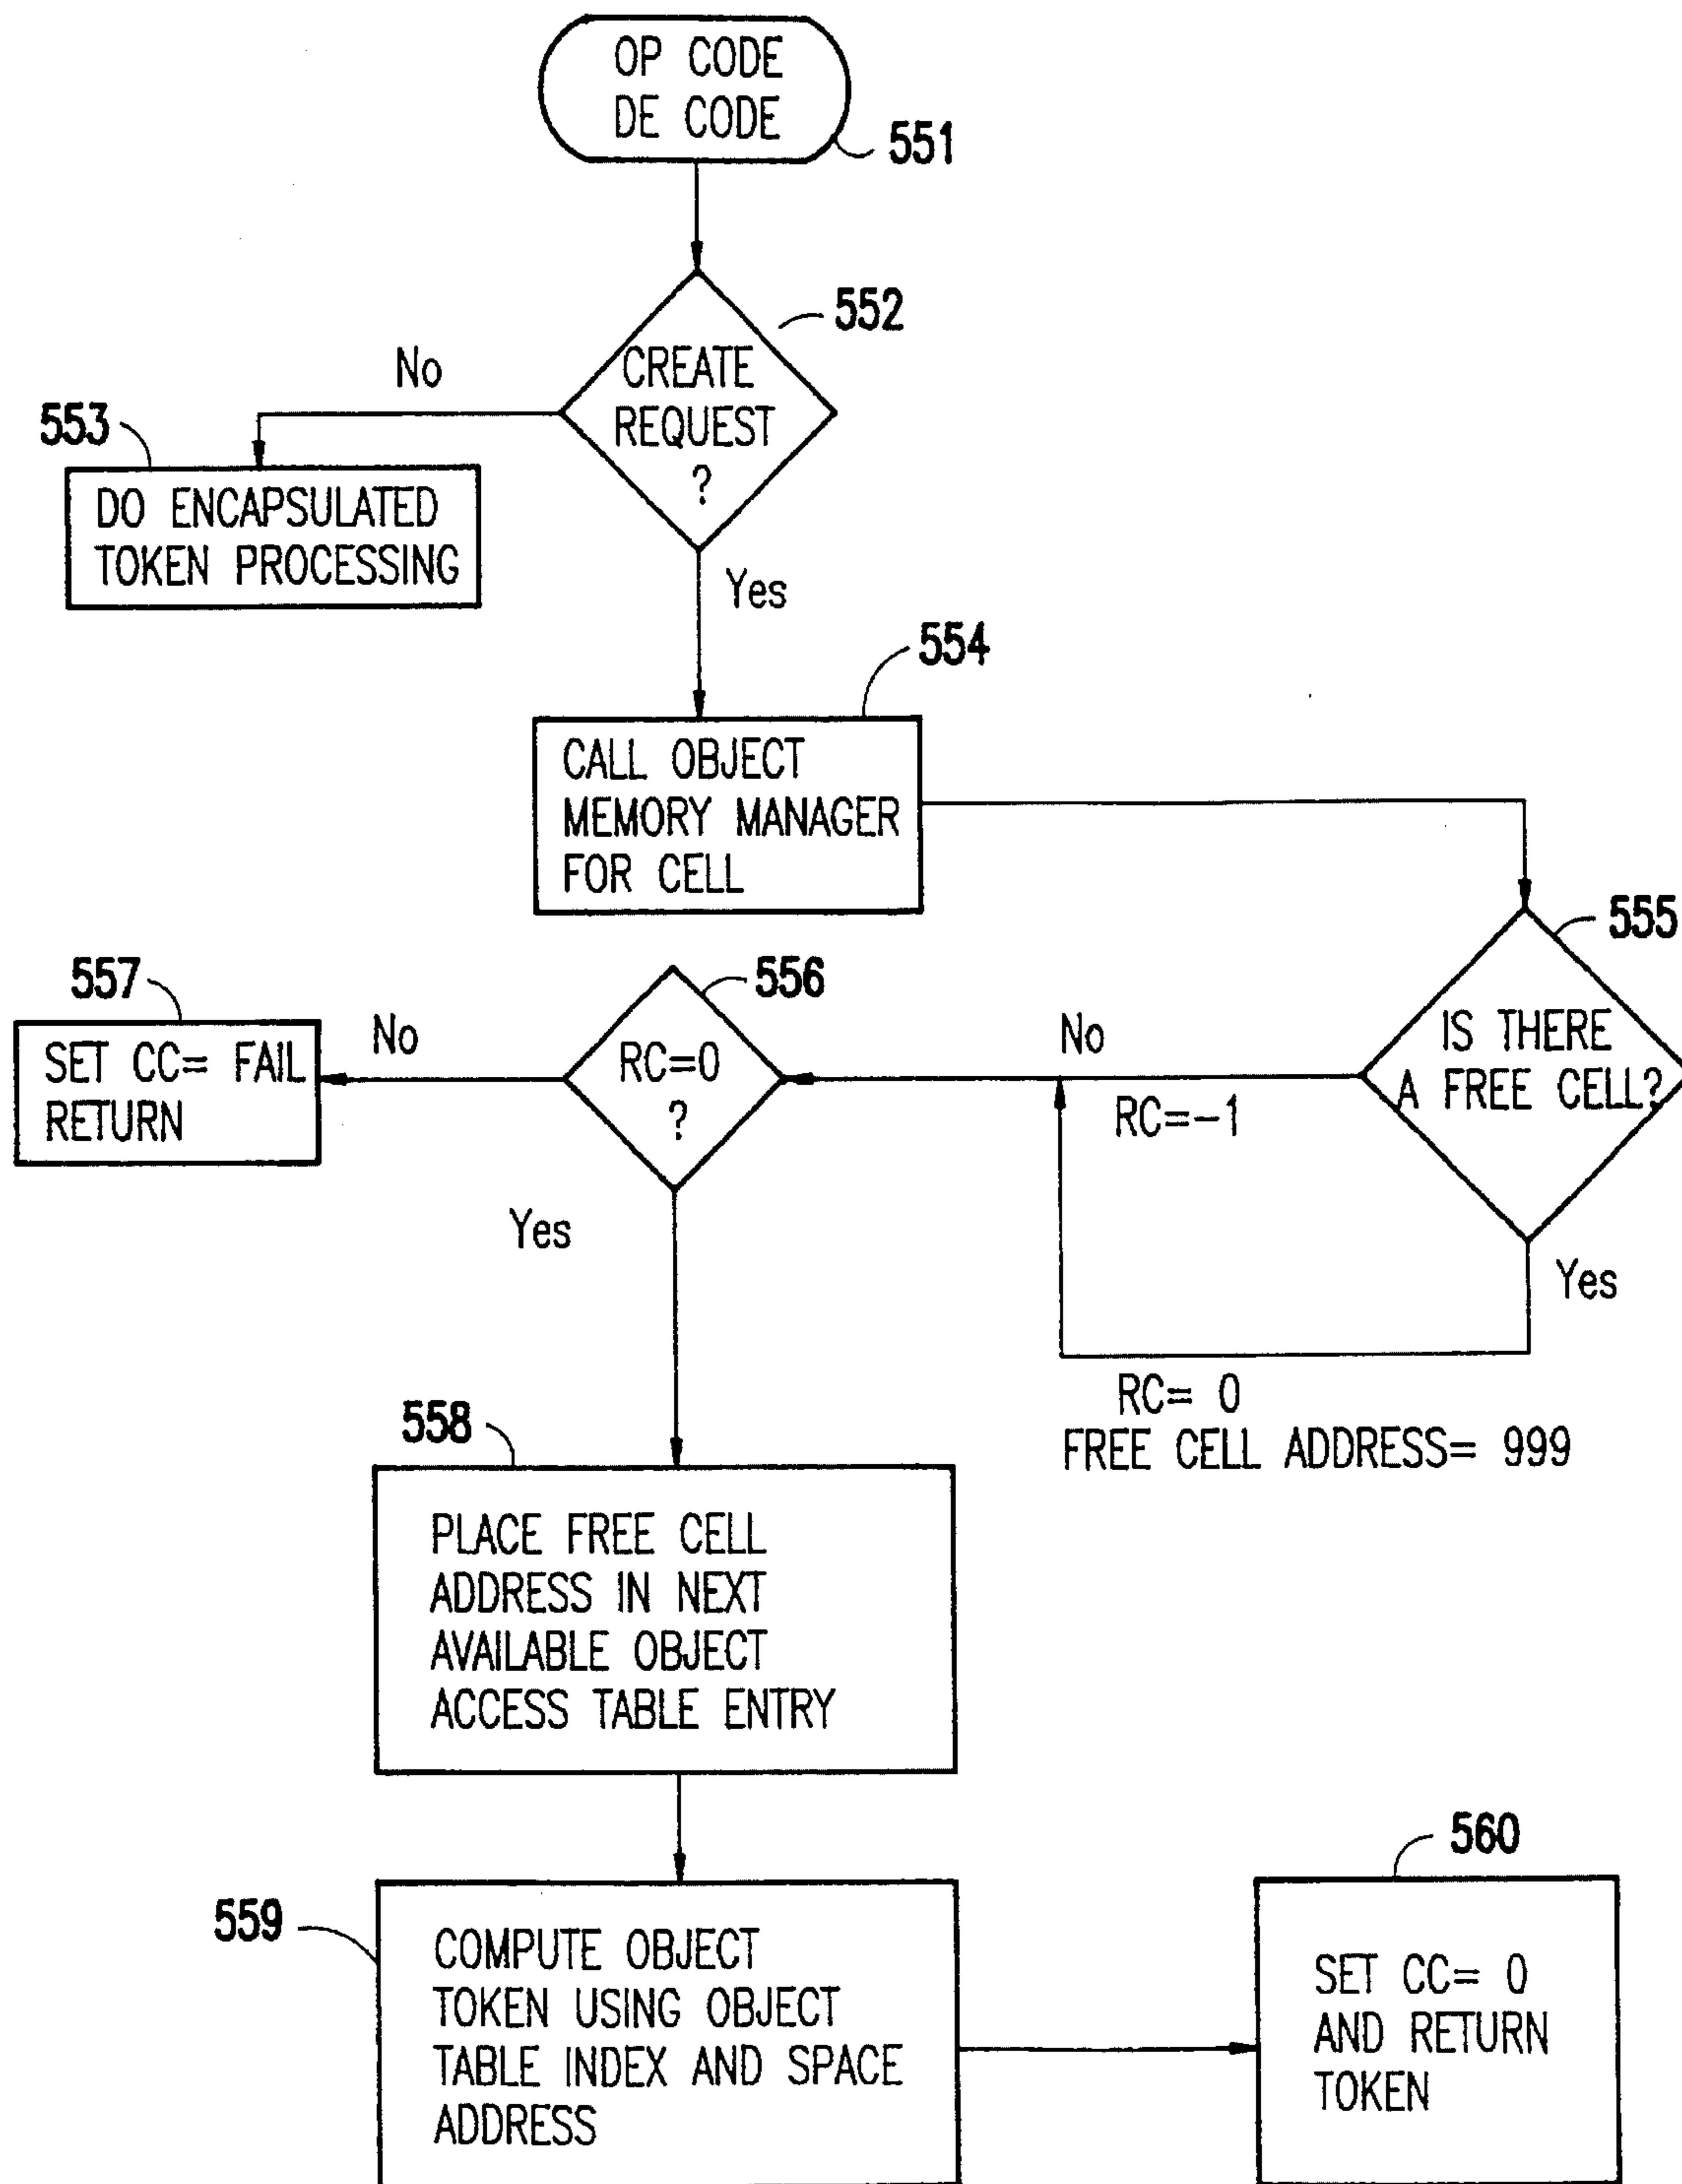 OP CODE
DE CODE
551
552
CREATE
REQUEST
?
No
553
DO ENCAPSULATED
TOKEN PROCESSING
Yes
554
CALL OBJECT
MEMORY MANAGER
FOR CELL
555
IS THERE
A FREE CELL?
556
RC=0
?
No
RC=-1
557
No
SET CC= FAIL
RETURN
Yes
Yes
RC= 0
FREE CELL ADDRESS= 999
558
PLACE FREE CELL
ADDRESS IN NEXT
AVAILABLE OBJECT
ACCESS TABLE ENTRY
559
COMPUTE OBJECT
TOKEN USING OBJECT
TABLE INDEX AND SPACE
ADDRESS
560
SET CC= 0
AND RETURN
TOKEN